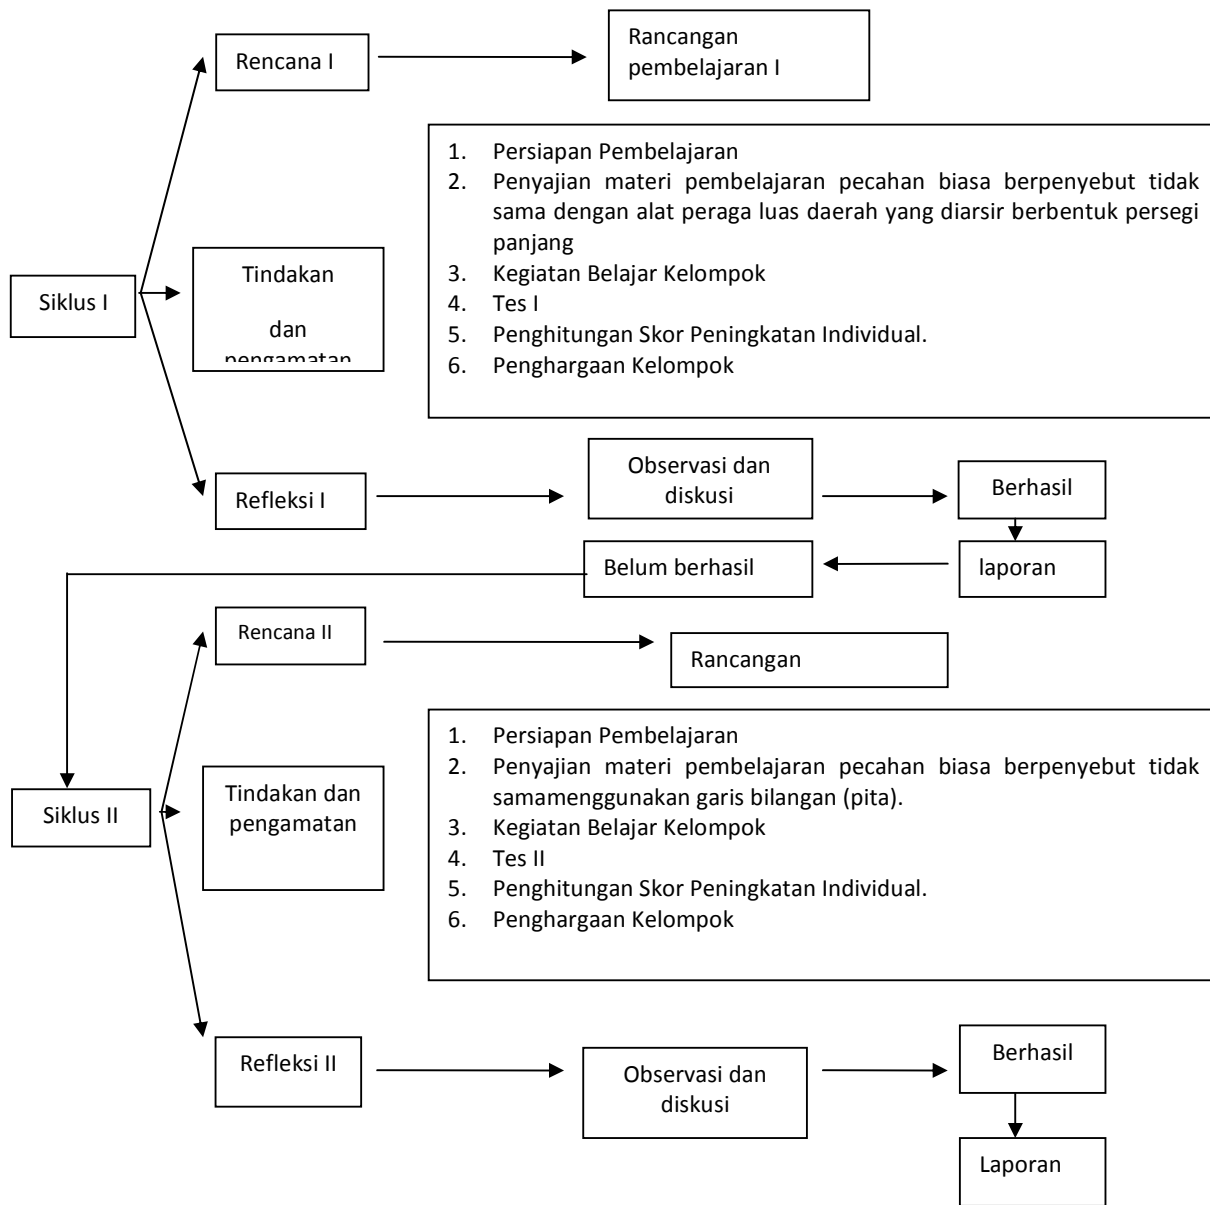 Rencana I
Rancangan
pembelajaran I
1. Persiapan Pembelajaran
2. Penyajian materi pembelajaran pecahan biasa berpenyebut tidak
sama dengan alat peraga luas daerah yang diarsir berbentuk persegi
panjang
3. Kegiatan Belajar Kelompok
4. Tes I
5. Penghitungan Skor Peningkatan Individual.
6. Penghargaan Kelompok
Siklus I
Tindakan
dan
pengamatan
Refleksi I
Observasi dan
diskusi
Berhasil
Belum berhasil
laporan
Rencana II
Rancangan
1. Persiapan Pembelajaran
2. Penyajian materi pembelajaran pecahan biasa berpenyebut tidak
samamenggunakan garis bilangan (pita).
3. Kegiatan Belajar Kelompok
4. Tes II
5. Penghitungan Skor Peningkatan Individual.
6. Penghargaan Kelompok
Siklus II
Tindakan dan
pengamatan
Refleksi II
Observasi dan
diskusi
Berhasil
Laporan